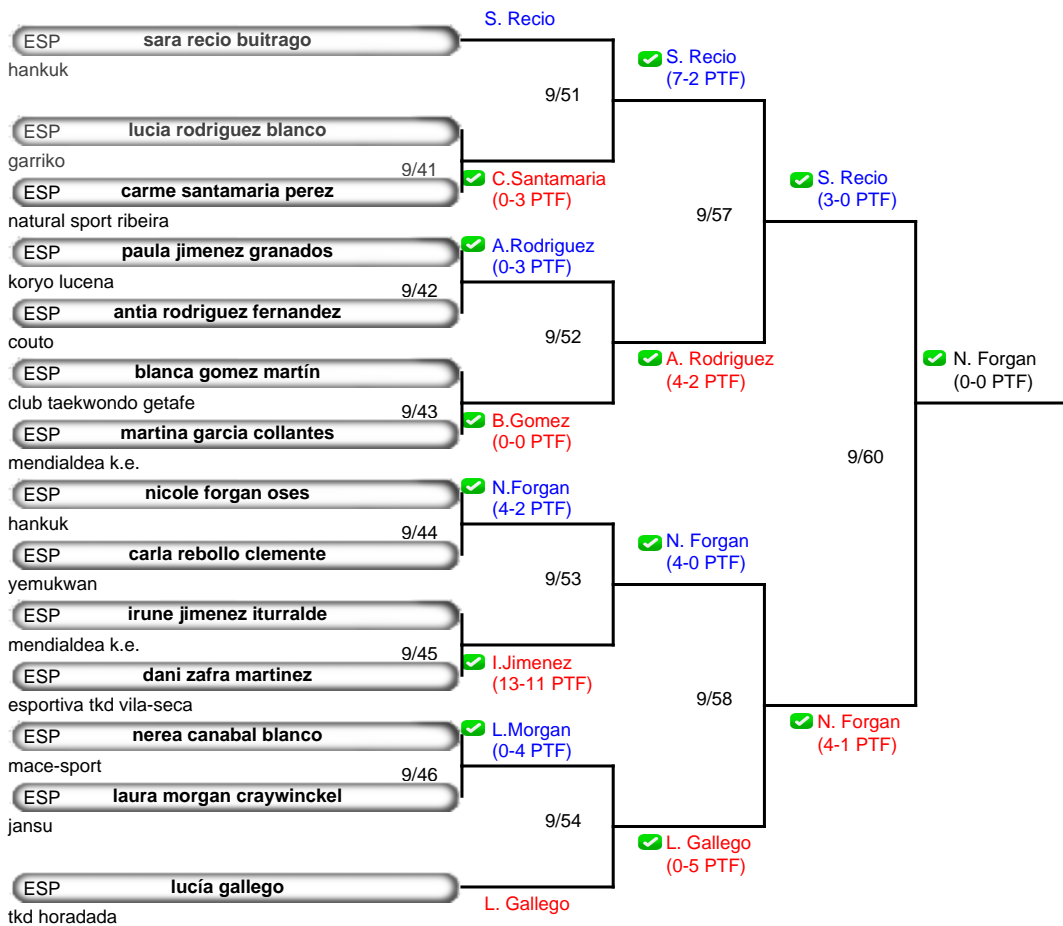 S. Recio
ESP sara recio buitrago
hankuk
S. Recio
(7-2 PTF)
9/51
ESP lucia rodriguez blanco
garriko
9/41
ESP carme santamaria perez
natural sport ribeira
C.Santamaria
(0-3 PTF)
S. Recio
(3-0 PTF)
9/57
ESP paula jimenez granados
koryo lucena
A.Rodriguez
(0-3 PTF)
9/42
ESP antia rodriguez fernandez
couto
9/52
A. Rodriguez
(4-2 PTF)
ESP blanca gomez martín
club taekwondo getafe
9/43
ESP martina garcia collantes
mendialdea k.e.
B.Gomez
(0-0 PTF)
N. Forgan
(0-0 PTF)
9/60
ESP nicole forgan oses
hankuk
N.Forgan
(4-2 PTF)
9/44
ESP carla rebollo clemente
yemukwan
N. Forgan
(4-0 PTF)
9/53
ESP irune jimenez iturralde
mendialdea k.e.
9/45
ESP dani zafra martinez
esportiva tkd vila-seca
I.Jimenez
(13-11 PTF)
9/58
N. Forgan
(4-1 PTF)
ESP nerea canabal blanco
mace-sport
L.Morgan
(0-4 PTF)
9/46
ESP laura morgan craywinckel
jansu
9/54
L. Gallego
(0-5 PTF)
ESP lucía gallego
tkd horadada
L. Gallego